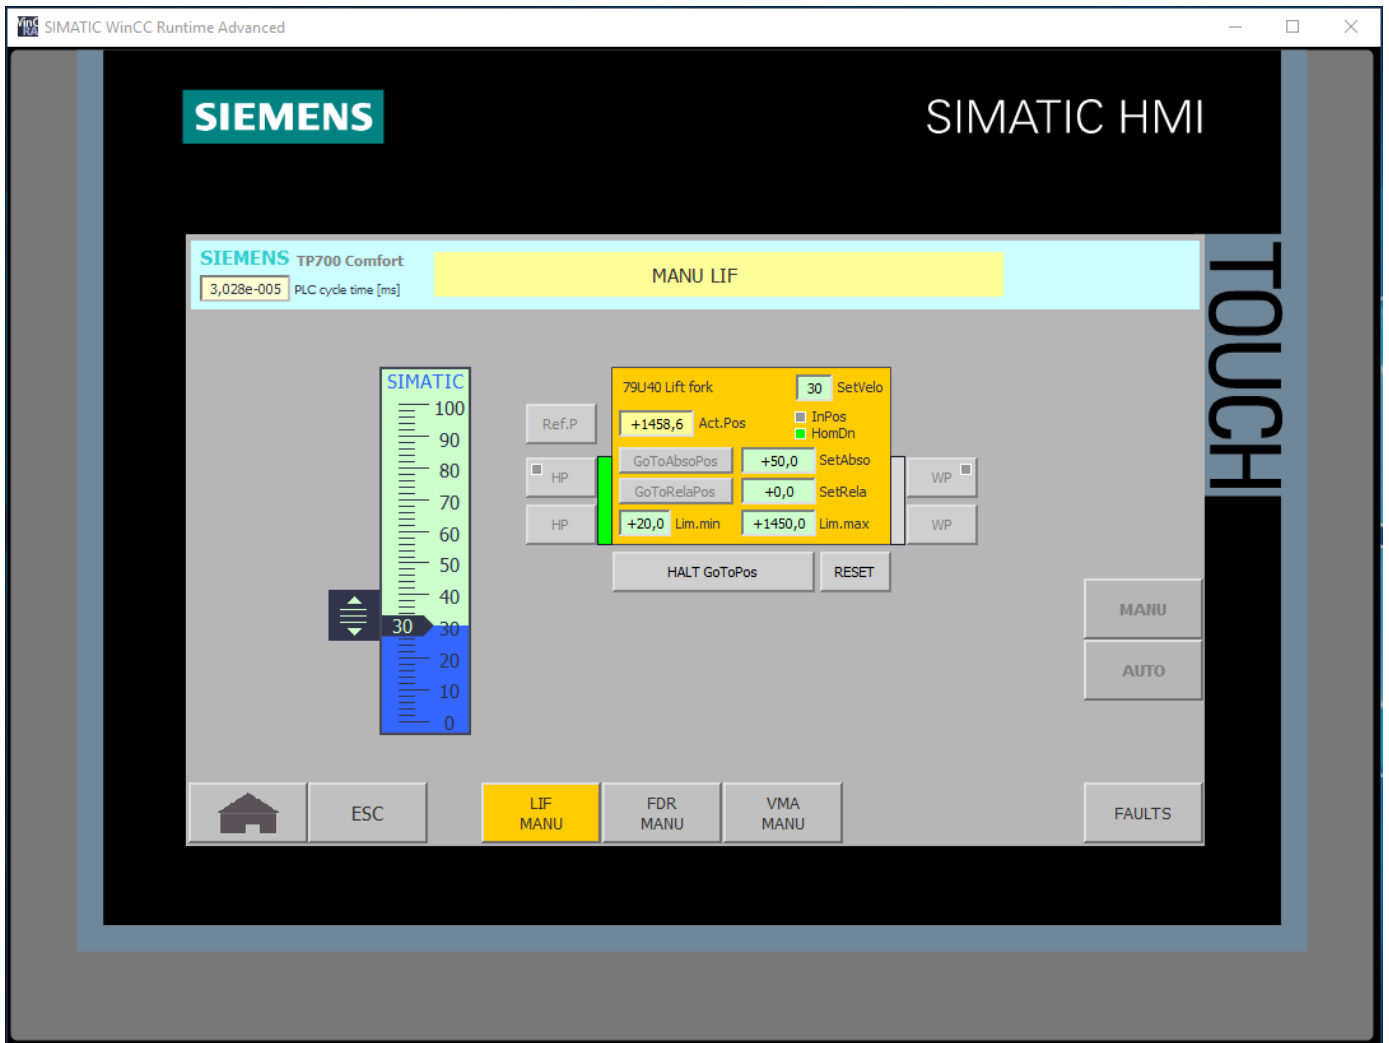 SIMATIC WinCC Runtime Advanced
SIEMENS
SIMATIC HMI
TOUCH
SIEMENS TP700 Comfort
3,028e-005 PLC cycle time [ms]
MANU LIF
SIMATIC
100
90
80
70
60
50
40
30 30
20
10
0
79U40 Lift fork 30 SetVelo
Ref.P +1458,6 Act.Pos InPos
HomDn
HP GoToAbsoPos +50,0 SetAbso WP
GoToRelaPos +0,0 SetRela
HP +20,0 Lim.min +1450,0 Lim.max WP
HALT GoToPos RESET
MANU
AUTO
ESC
LIF
MANU
FDR
MANU
VMA
MANU
FAULTS